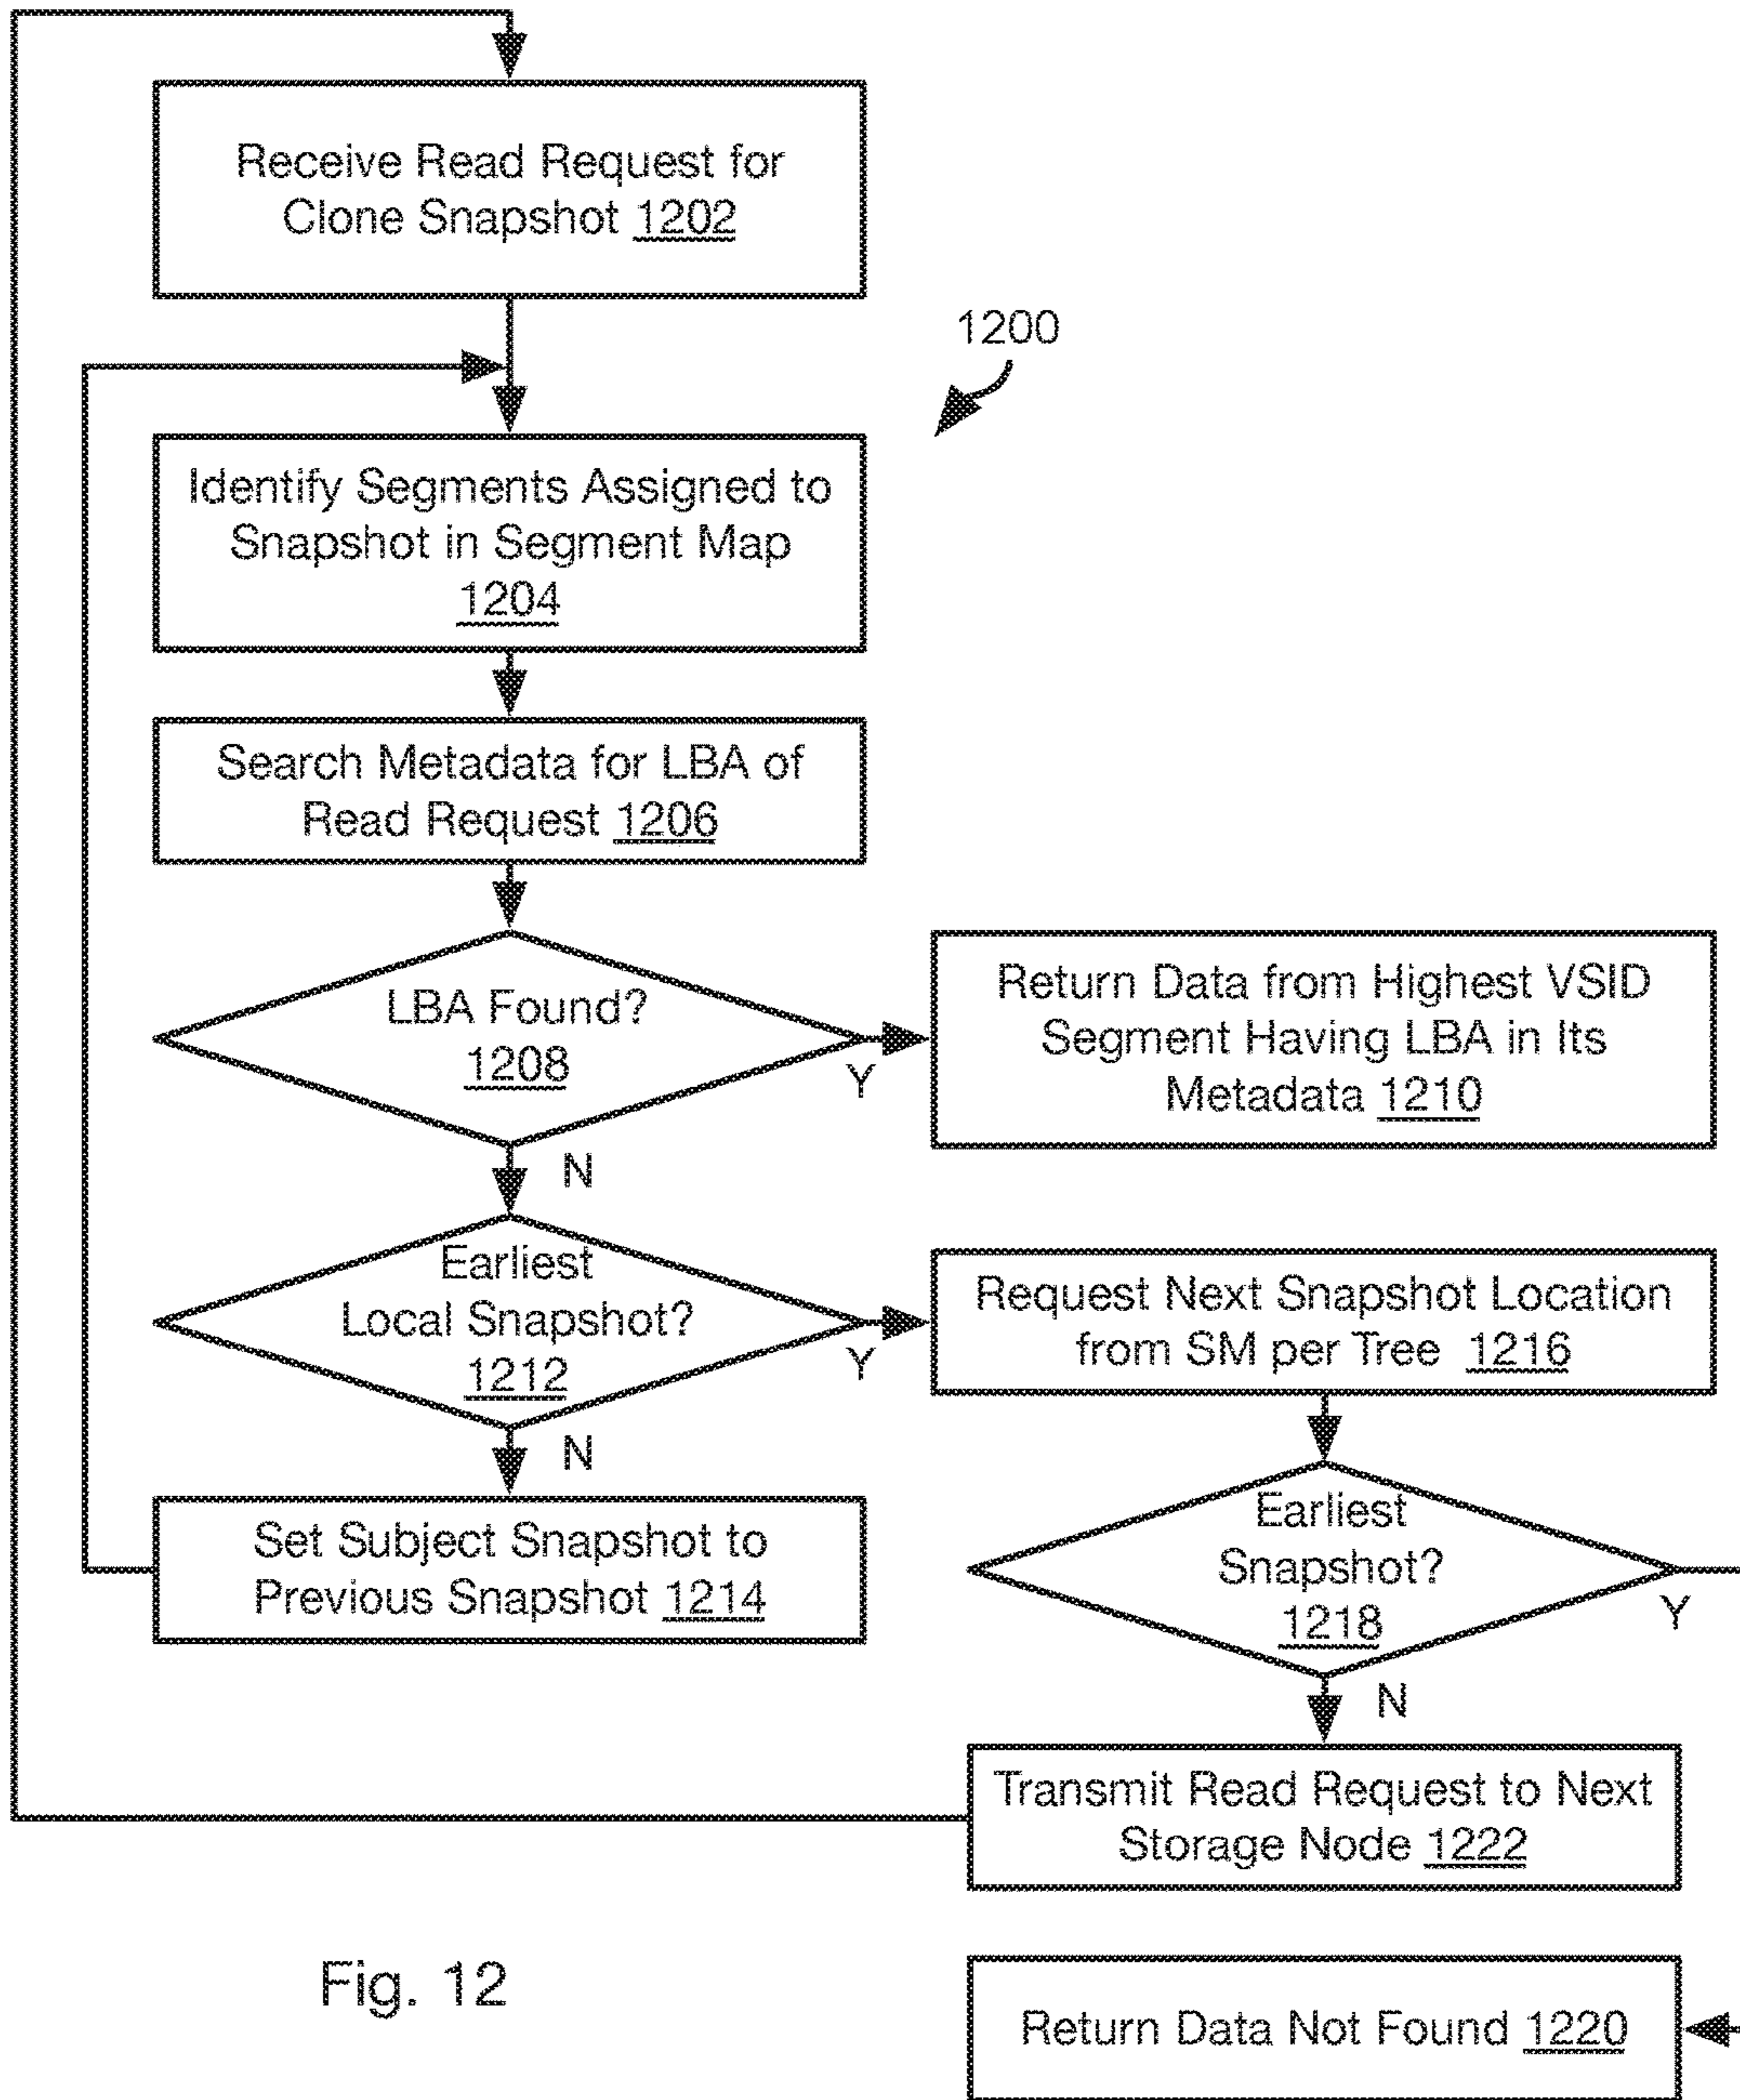 Receive Read Request for
Clone Snapshot 1202
1200
Identify Segments Assigned to
Snapshot in Segment Map
1204
Search Metadata for LBA of
Read Request 1206
LBA Found?
1208
Y
N
Return Data from Highest VSID
Segment Having LBA in Its
Metadata 1210
Earliest
Local Snapshot?
1212
Y
N
Request Next Snapshot Location
from SM per Tree 1216
Set Subject Snapshot to
Previous Snapshot 1214
Earliest
Snapshot?
1218
Y
N
Transmit Read Request to Next
Storage Node 1222
Return Data Not Found 1220
Fig. 12